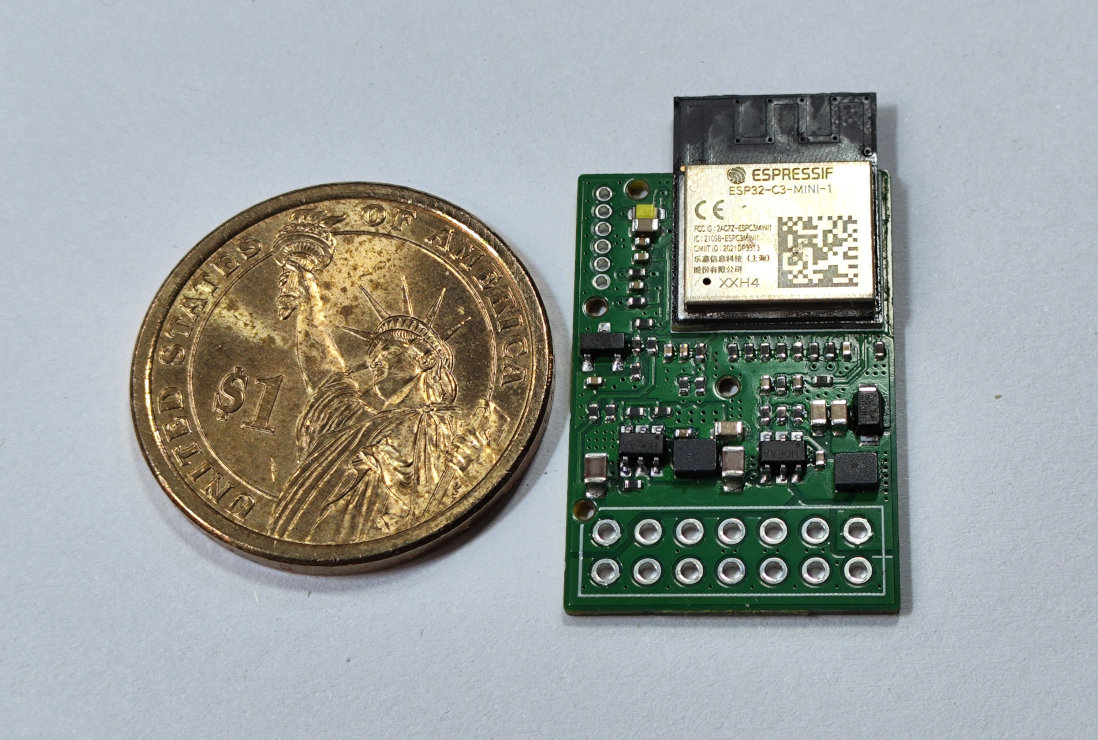 UNITED STATES OF AMERICA
$1
ESPRESSIF
ESP32-C3-MINI-1
CE
FCC ID : 2AC7Z-ESPC3MINI1
IC : 21098-ESPC3MINI1
CMIIT ID : 2021DP3313
乐鑫信息科技 (上海)
股份有限公司
XXH4